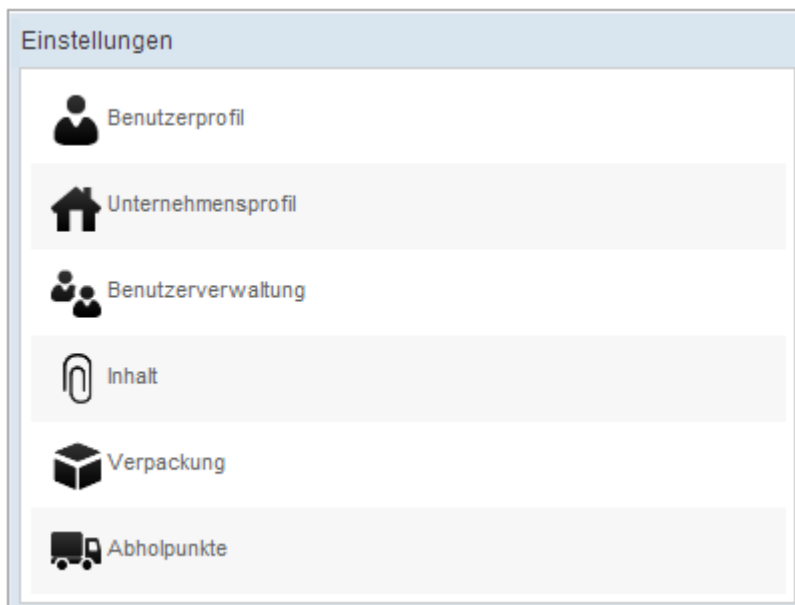 Einstellungen
Benutzerprofil
Unternehmensprofil
Benutzerverwaltung
Inhalt
Verpackung
Abholpunkte